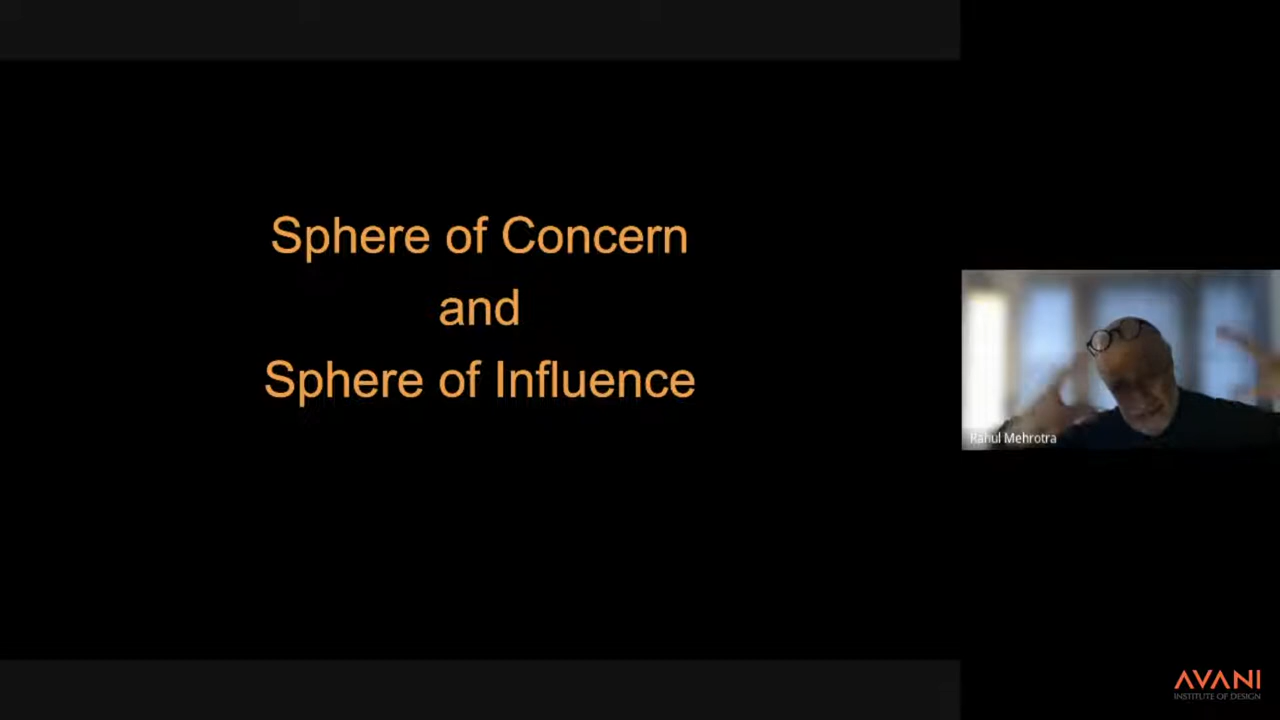 Sphere of Concern
and
Sphere of Influence
Rahul Mehrotra
AVANI
INSTITUTE OF DESIGN